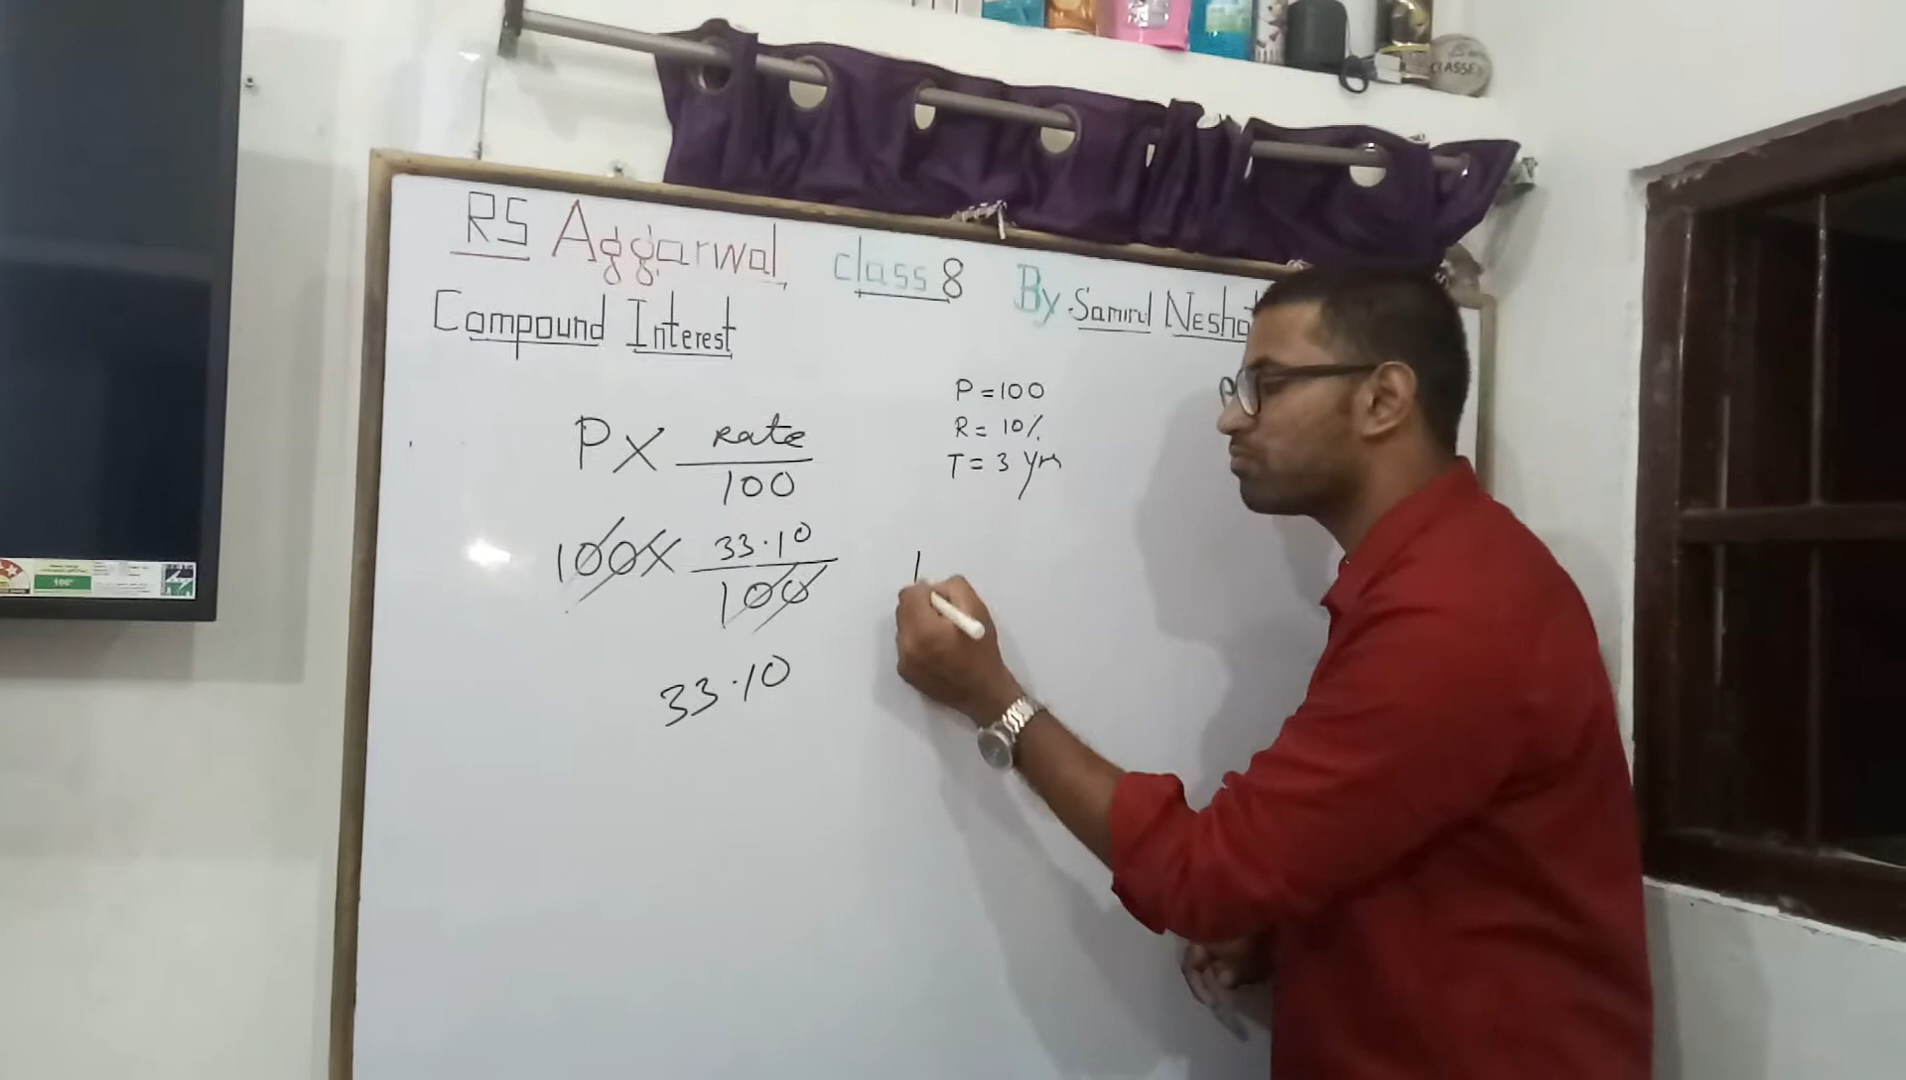 RS Aggarwal class 8 By Samirul
Compound Interest
P = 100
R = 10%
T = 3 yrs
P X rate
100
100 X 33.10
100
33.10
CLASSES